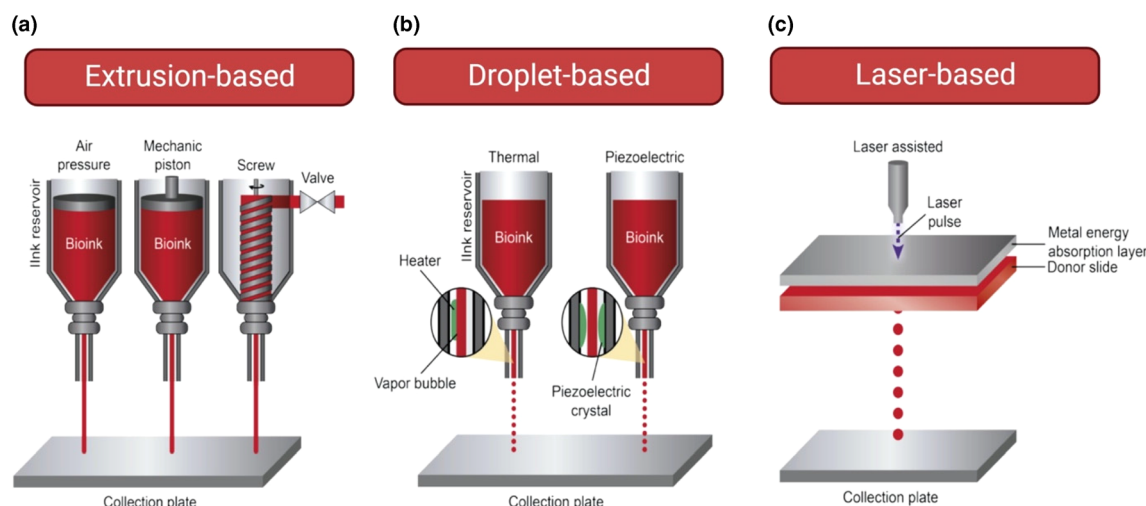 (a)
Extrusion-based
Air
pressure
Mechanic
piston
Screw
Valve
IInk reservoir
Bioink
Bioink
Collection plate
(b)
Droplet-based
Thermal
Piezoelectric
IInk reservoir
Bioink
Bioink
Heater
Vapor bubble
Piezoelectric
crystal
Collection plate
(c)
Laser-based
Laser assisted
Laser
pulse
Metal energy
absorption layer
Donor slide
Collection plate